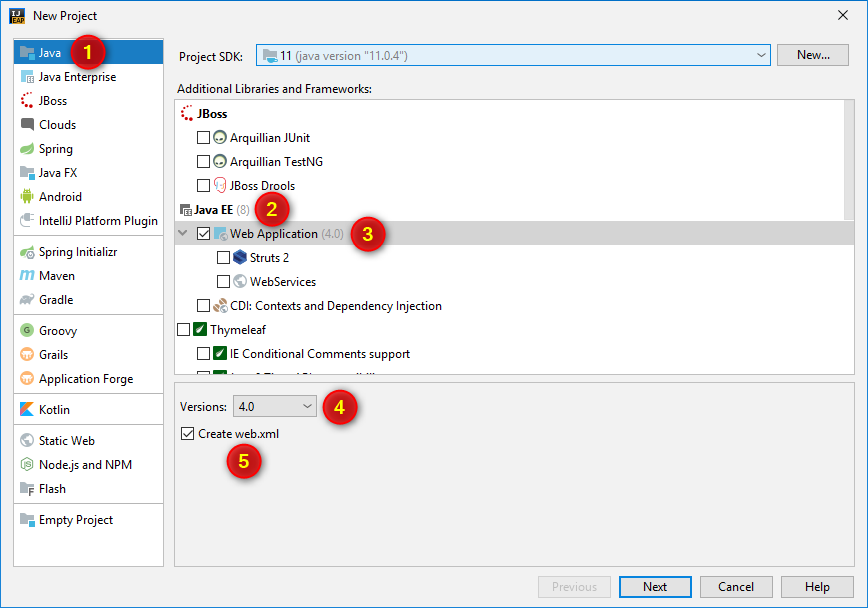 New Project
Java 1
Java Enterprise
JBoss
Clouds
Spring
Java FX
Android
IntelliJ Platform Plugin
Spring Initializr
Maven
Gradle
Groovy
Grails
Application Forge
Kotlin
Static Web
Node.js and NPM
Flash
Empty Project
Project SDK: 11 (java version "11.0.4") New...
Additional Libraries and Frameworks:
JBoss
Arquillian JUnit
Arquillian TestNG
JBoss Drools
Java EE (8) 2
Web Application (4.0) 3
Struts 2
WebServices
CDI: Contexts and Dependency Injection
Thymeleaf
IE Conditional Comments support
Versions: 4.0 4
Create web.xml
5
Previous Next Cancel Help